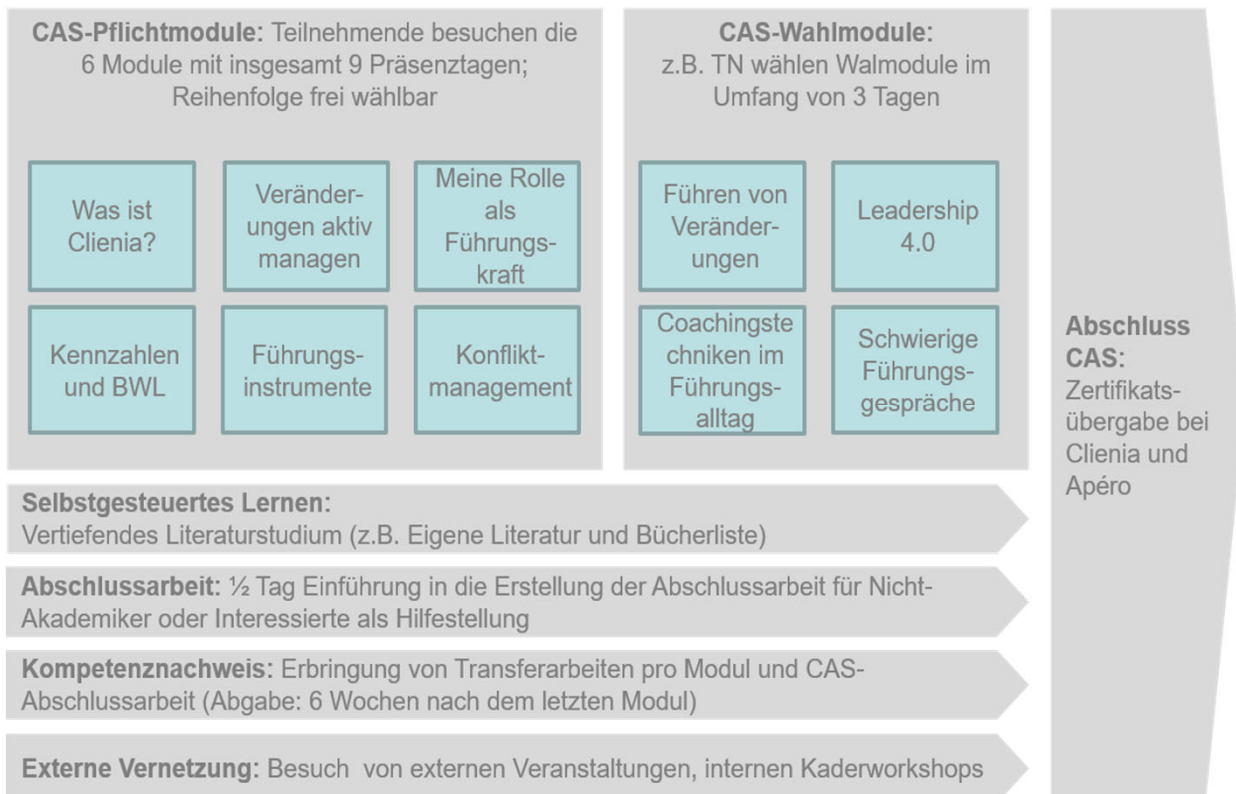 CAS-Pflichtmodule: Teilnehmende besuchen die
6 Module mit insgesamt 9 Präsenztagen;
Reihenfolge frei wählbar
Was ist
Clienia?
Veränder-
ungen aktiv
managen
Meine Rolle
als
Führungs-
kraft
Kennzahlen
und BWL
Führungs-
instrumente
Konflikt-
management
CAS-Wahlmodule:
z.B. TN wählen Walmodule im
Umfang von 3 Tagen
Führen von
Veränder-
ungen
Leadership
4.0
Coachingste
chniken im
Führungs-
alltag
Schwierige
Führungs-
gespräche
Abschluss
CAS:
Zertifikats-
übergabe bei
Clienia und
Apéro
Selbstgesteuertes Lernen:
Vertiefendes Literaturstudium (z.B. Eigene Literatur und Bücherliste)
Abschlussarbeit: ½ Tag Einführung in die Erstellung der Abschlussarbeit für Nicht-
Akademiker oder Interessierte als Hilfestellung
Kompetenznachweis: Erbringung von Transferarbeiten pro Modul und CAS-
Abschlussarbeit (Abgabe: 6 Wochen nach dem letzten Modul)
Externe Vernetzung: Besuch  von externen Veranstaltungen, internen Kaderworkshops